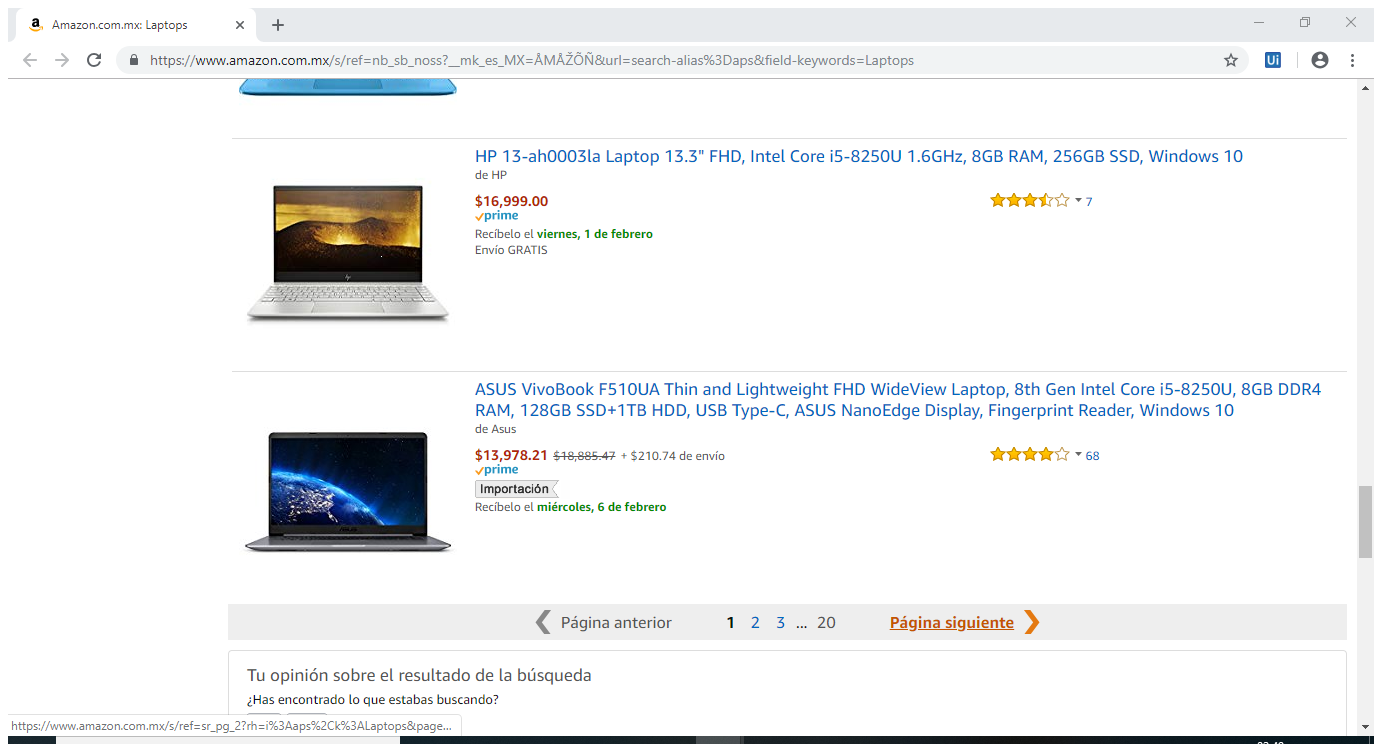 Amazon.com.mx: Laptops
https://www.amazon.com.mx/s/ref=nb_sb_noss?__mk_es_MX=ÅMÅŽÕÑ&url=search-alias%3Daps&field-keywords=Laptops
Ui
HP 13-ah0003la Laptop 13.3" FHD, Intel Core i5-8250U 1.6GHz, 8GB RAM, 256GB SSD, Windows 10
de HP
$16,999.00
7
prime
Recíbelo el viernes, 1 de febrero
Envío GRATIS
ASUS VivoBook F510UA Thin and Lightweight FHD WideView Laptop, 8th Gen Intel Core i5-8250U, 8GB DDR4
RAM, 128GB SSD+1TB HDD, USB Type-C, ASUS NanoEdge Display, Fingerprint Reader, Windows 10
de Asus
$13,978.21 $18,885.47 + $210.74 de envío
68
prime
Importación
Recíbelo el miércoles, 6 de febrero
Página anterior 1 2 3 ... 20 Página siguiente
Tu opinión sobre el resultado de la búsqueda
¿Has encontrado lo que estabas buscando?
https://www.amazon.com.mx/s/ref=sr_pg_2?rh=i%3Aaps%2Ck%3ALaptops&page...